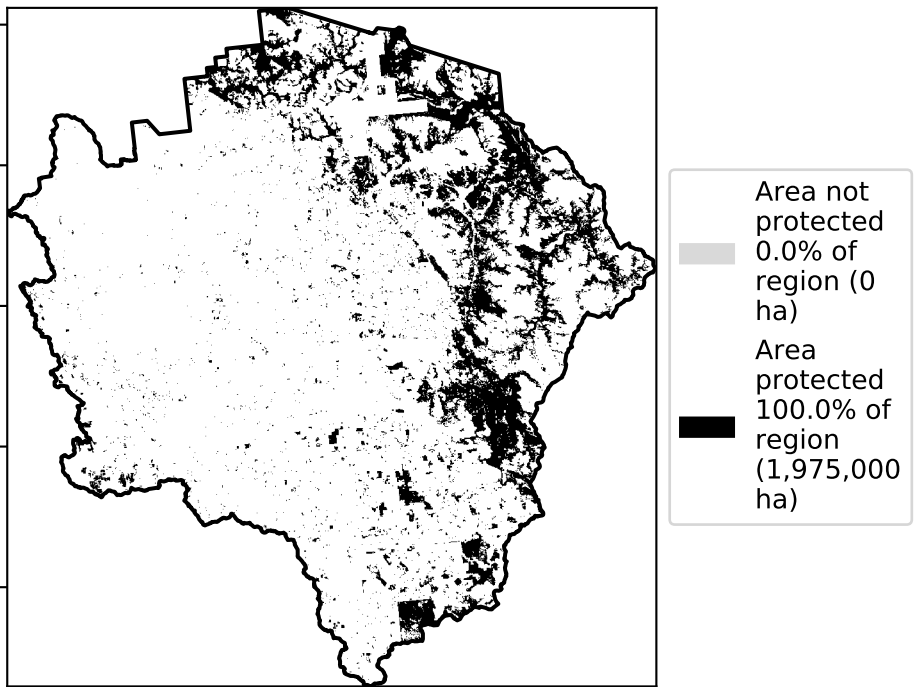 Area not
protected
0.0% of
region (0
ha)
Area
protected
100.0% of
region
(1,975,000
ha)